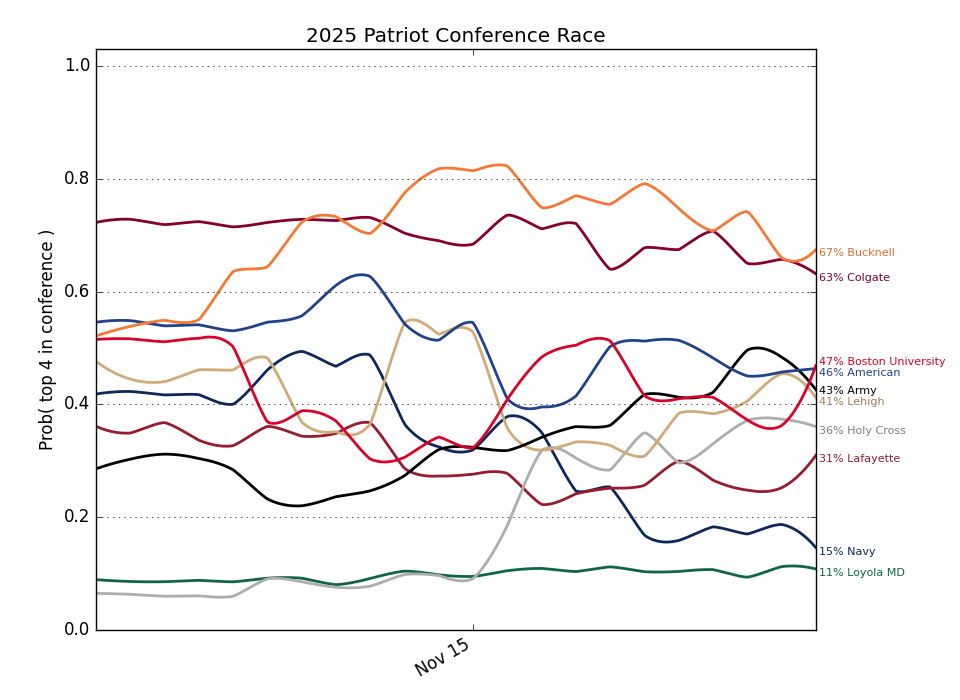 2025 Patriot Conference Race
1.0
0.8
0.6
0.4
0.2
0.0
Prob( top 4 in conference )
Nov 15
67% Bucknell
63% Colgate
47% Boston University
46% American
43% Army
41% Lehigh
36% Holy Cross
31% Lafayette
15% Navy
11% Loyola MD